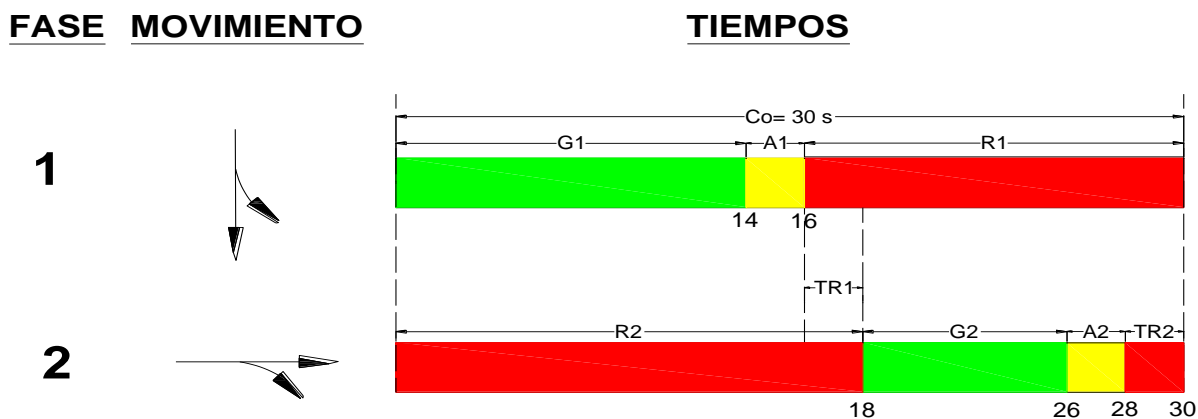 FASE MOVIMIENTO TIEMPOS
Co= 30 s
G1 A1 R1
1
14 16
TR1
R2 G2 A2 TR2
2
18 26 28 30